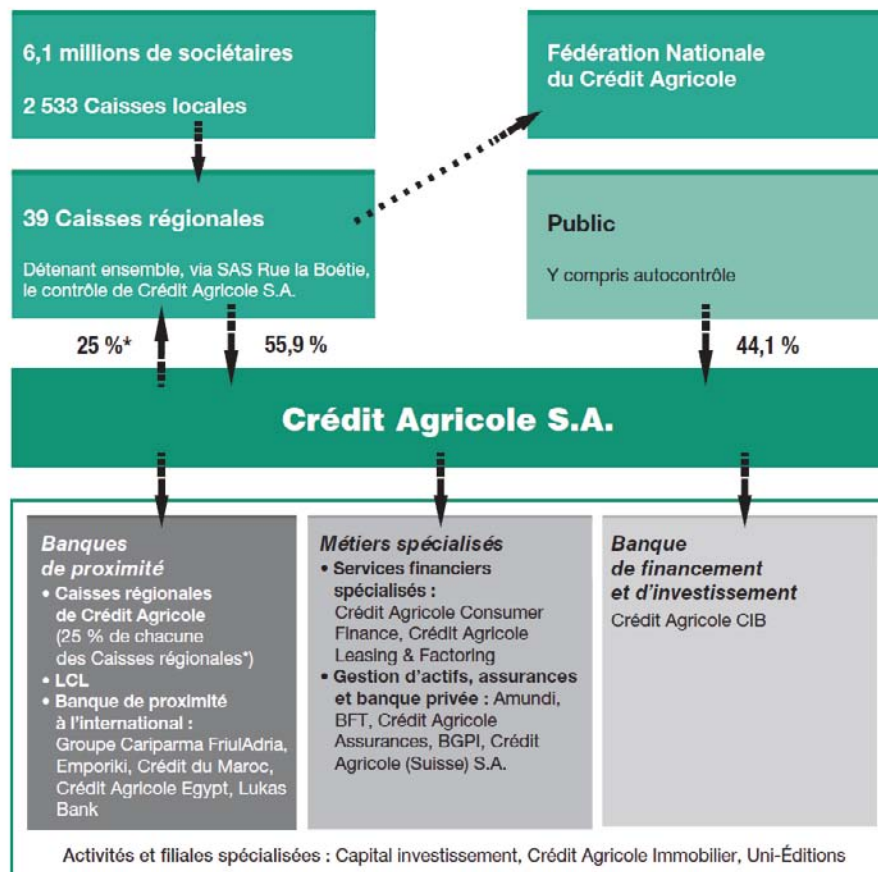 6,1 millions de sociétaires
2 533 Caisses locales
Fédération Nationale
du Crédit Agricole
39 Caisses régionales
Détenant ensemble, via SAS Rue la Boétie,
le contrôle de Crédit Agricole S.A.
Public
Y compris autocontrôle
25 %*
55,9 %
44,1 %
Crédit Agricole S.A.
Banques
de proximité
• Caisses régionales
de Crédit Agricole
(25 % de chacune
des Caisses régionales*)
• LCL
• Banque de proximité
à l'international :
Groupe Cariparma FriulAdria,
Emporiki, Crédit du Maroc,
Crédit Agricole Egypt, Lukas
Bank
Métiers spécialisés
• Services financiers
spécialisés :
Crédit Agricole Consumer
Finance, Crédit Agricole
Leasing & Factoring
• Gestion d'actifs, assurances
et banque privée : Amundi,
BFT, Crédit Agricole
Assurances, BGPI, Crédit
Agricole (Suisse) S.A.
Banque
de financement
et d'investissement
Crédit Agricole CIB
Activités et filiales spécialisées : Capital investissement, Crédit Agricole Immobilier, Uni-Éditions